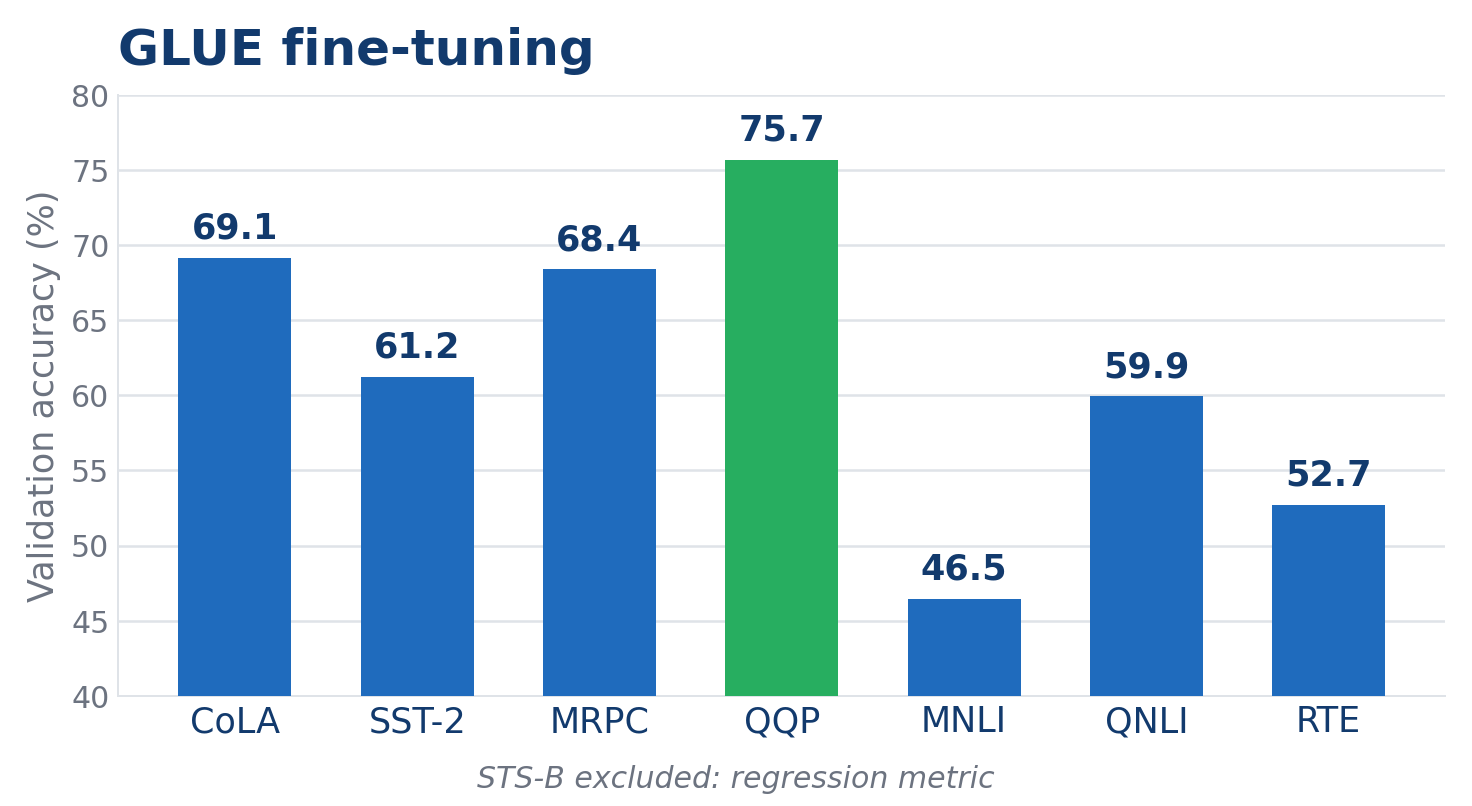 GLUE fine-tuning
Validation accuracy (%)
80
75
70
65
60
55
50
45
40
69.1
61.2
68.4
75.7
46.5
59.9
52.7
CoLA
SST-2
MRPC
QQP
MNLI
QNLI
RTE
STS-B excluded: regression metric